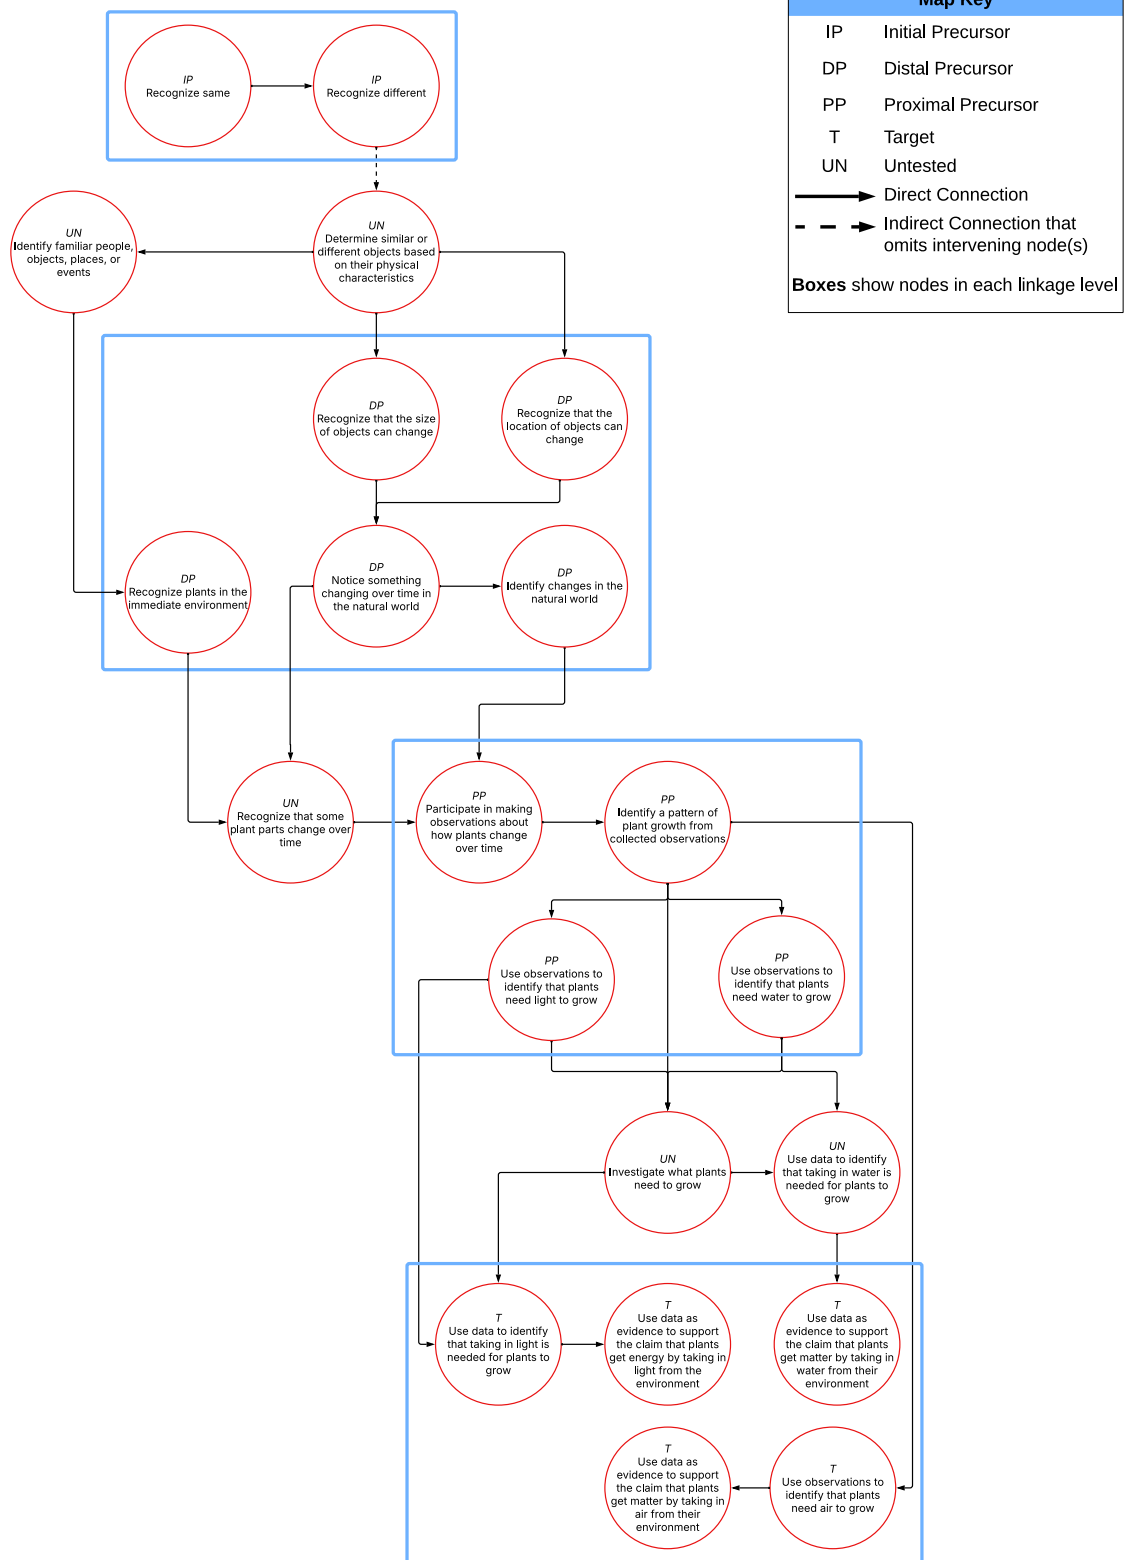 Map Key
IP Initial Precursor
DP Distal Precursor
PP Proximal Precursor
T Target
UN Untested
Direct Connection
Indirect Connection that
omits intervening node(s)
Boxes show nodes in each linkage level
IP
Recognize same
IP
Recognize different
UN
Identify familiar people,
objects, places, or
events
UN
Determine similar or
different objects based
on their physical
characteristics
DP
Recognize that the size
of objects can change
DP
Recognize that the
location of objects can
change
DP
Recognize plants in the
immediate environment
DP
Notice something
changing over time in
the natural world
DP
Identify changes in the
natural world
UN
Recognize that some
plant parts change over
time
PP
Participate in making
observations about
how plants change
over time
PP
Identify a pattern of
plant growth from
collected observations
PP
Use observations to
identify that plants
need light to grow
PP
Use observations to
identify that plants
need water to grow
UN
Investigate what plants
need to grow
UN
Use data to identify
that taking in water is
needed for plants to
grow
T
Use data to identify
that taking in light is
needed for plants to
grow
T
Use data as
evidence to support
the claim that plants
get energy by taking in
light from the
environment
T
Use data as
evidence to support
the claim that plants
get matter by taking in
water from their
environment
T
Use data as
evidence to support
the claim that plants
get matter by taking in
air from their
environment
T
Use observations to
identify that plants
need air to grow